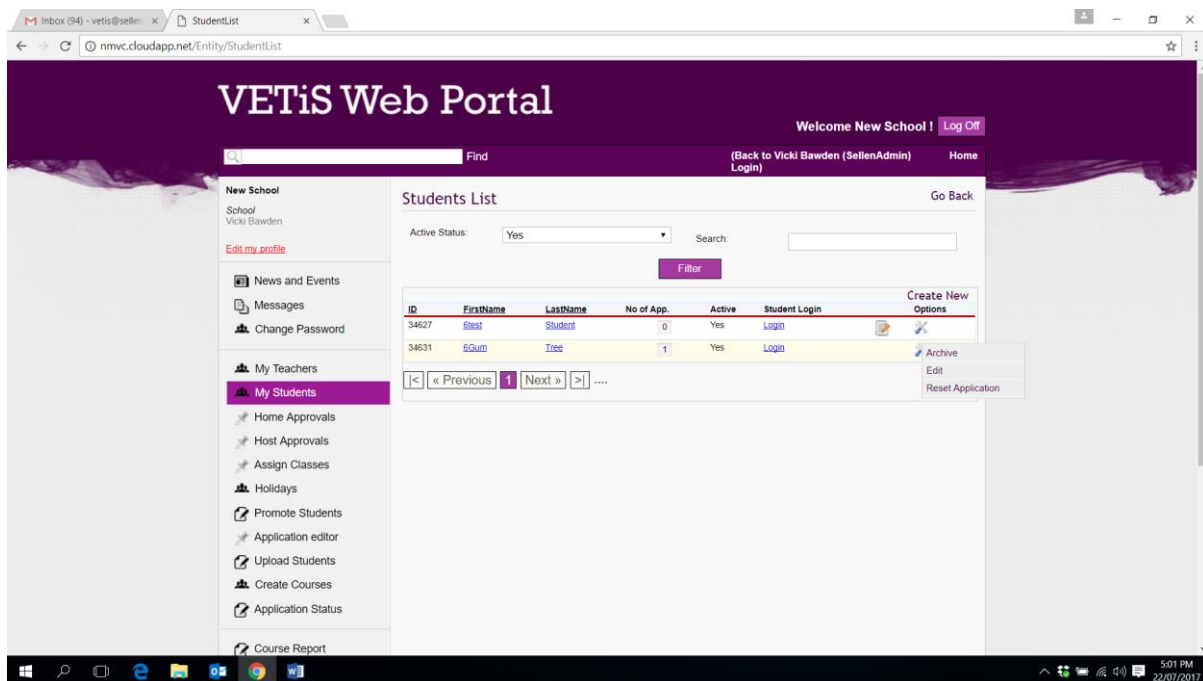 Inbox (94) - vetis@seller
StudentList
nmvc.cloudapp.net/Entity/StudentList
VETiS Web Portal
Welcome New School ! Log Off
Find
(Back to Vicki Bawden (SellenAdmin) Login)
Home
New School
School
Vicki Bawden
Edit my profile
News and Events
Messages
Change Password
My Teachers
My Students
Home Approvals
Host Approvals
Assign Classes
Holidays
Promote Students
Application editor
Upload Students
Create Courses
Application Status
Course Report
Students List
Go Back
Active Status: Yes
Search:
Filter
Create New
ID FirstName LastName No of App. Active Student Login Options
34627 6test Student 0 Yes Login
34631 6Gum Tree 1 Yes Login
Archive
Edit
Reset Application
|< « Previous 1 Next » >| ....
5:01 PM
22/07/2017